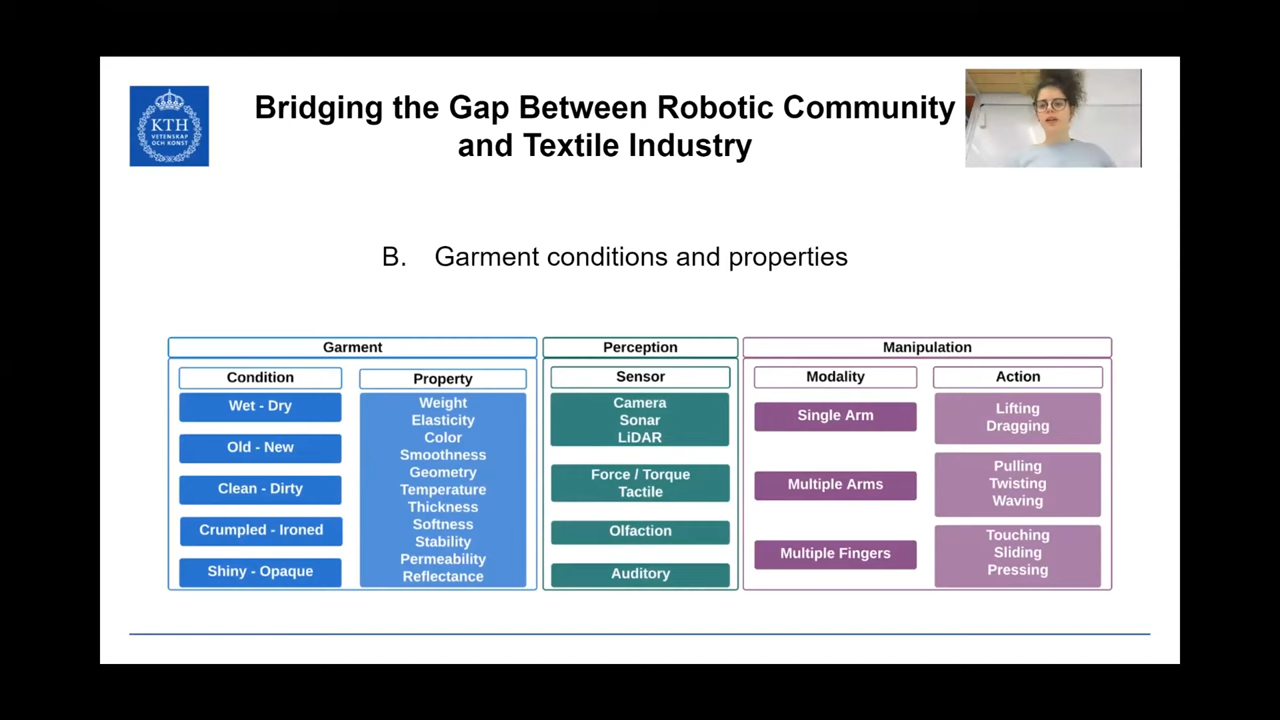 KTH
VETENSKAP
OCH KONST
Bridging the Gap Between Robotic Community
and Textile Industry
B. Garment conditions and properties
Garment
Condition
Wet - Dry
Old - New
Clean - Dirty
Crumpled - Ironed
Shiny - Opaque
Property
Weight
Elasticity
Color
Smoothness
Geometry
Temperature
Thickness
Softness
Stability
Permeability
Reflectance
Perception
Sensor
Camera
Sonar
LiDAR
Force / Torque
Tactile
Olfaction
Auditory
Manipulation
Modality
Single Arm
Multiple Arms
Multiple Fingers
Action
Lifting
Dragging
Pulling
Twisting
Waving
Touching
Sliding
Pressing